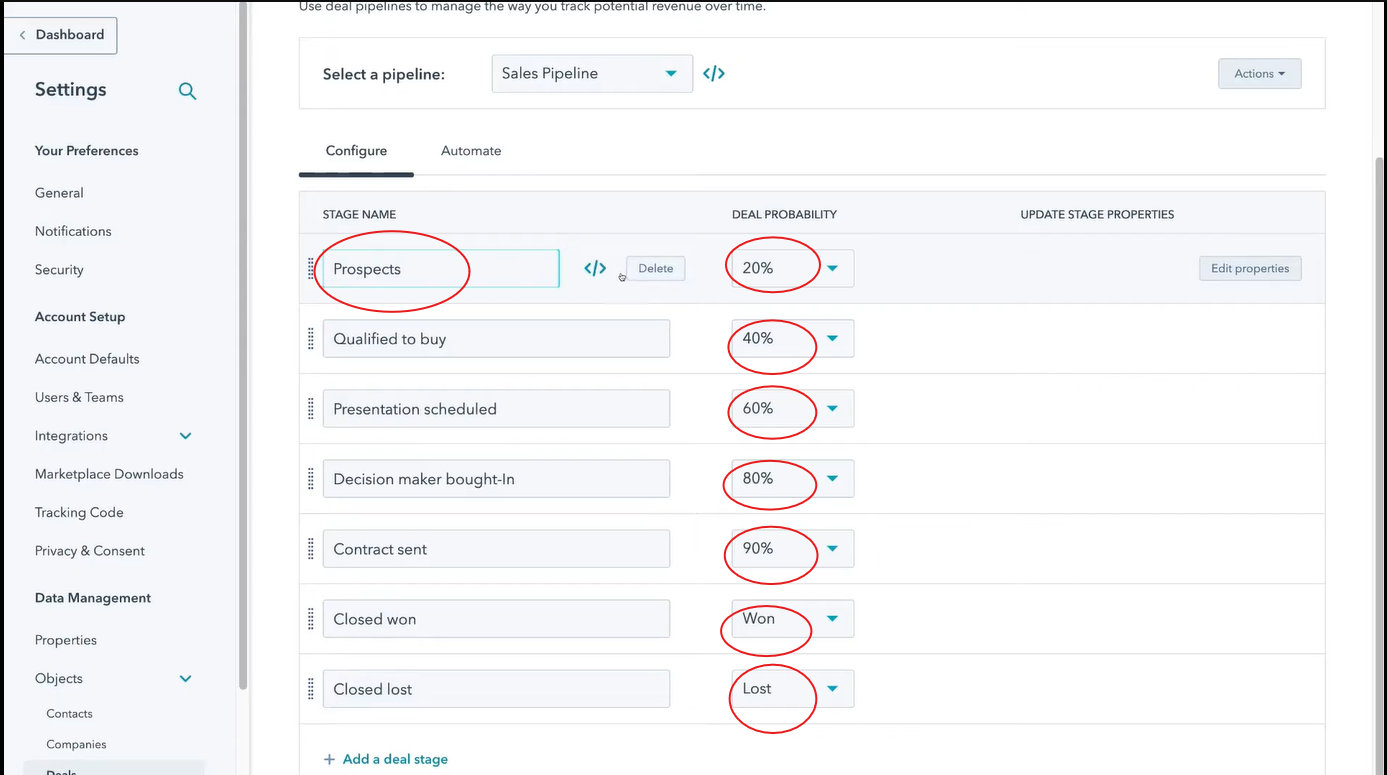 Use deal pipelines to manage the way you track potential revenue over time.
Dashboard
Settings
Your Preferences
General
Notifications
Security
Account Setup
Account Defaults
Users & Teams
Integrations
Marketplace Downloads
Tracking Code
Privacy & Consent
Data Management
Properties
Objects
Contacts
Companies
Deals
Select a pipeline: Sales Pipeline </> Actions
Configure Automate
STAGE NAME DEAL PROBABILITY UPDATE STAGE PROPERTIES
Prospects </> Delete 20% Edit properties
Qualified to buy 40%
Presentation scheduled 60%
Decision maker bought-In 80%
Contract sent 90%
Closed won Won
Closed lost Lost
+ Add a deal stage